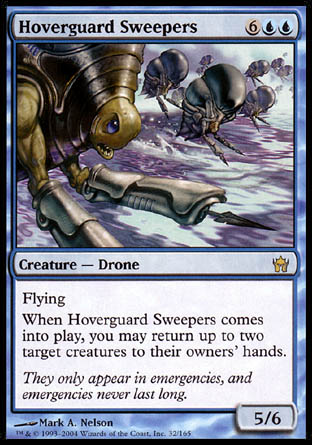 Hoverguard Sweepers 6
Creature — Drone
Flying
When Hoverguard Sweepers comes
into play, you may return up to two
target creatures to their owners' hands.
They only appear in emergencies, and
emergencies never last long.
Mark A. Nelson
5/6
™ & © 1993–2004 Wizards of the Coast, Inc. 32/165